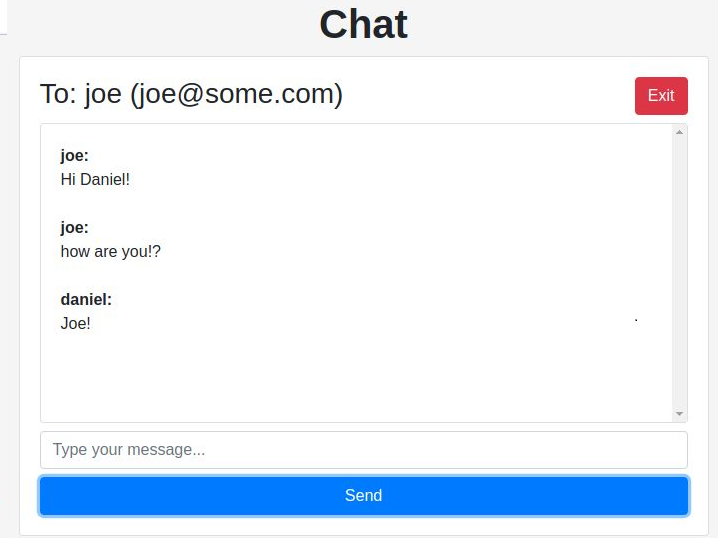 Chat
To: joe (joe@some.com)
Exit
joe:
Hi Daniel!
joe:
how are you!?
daniel:
Joe!
Type your message...
Send